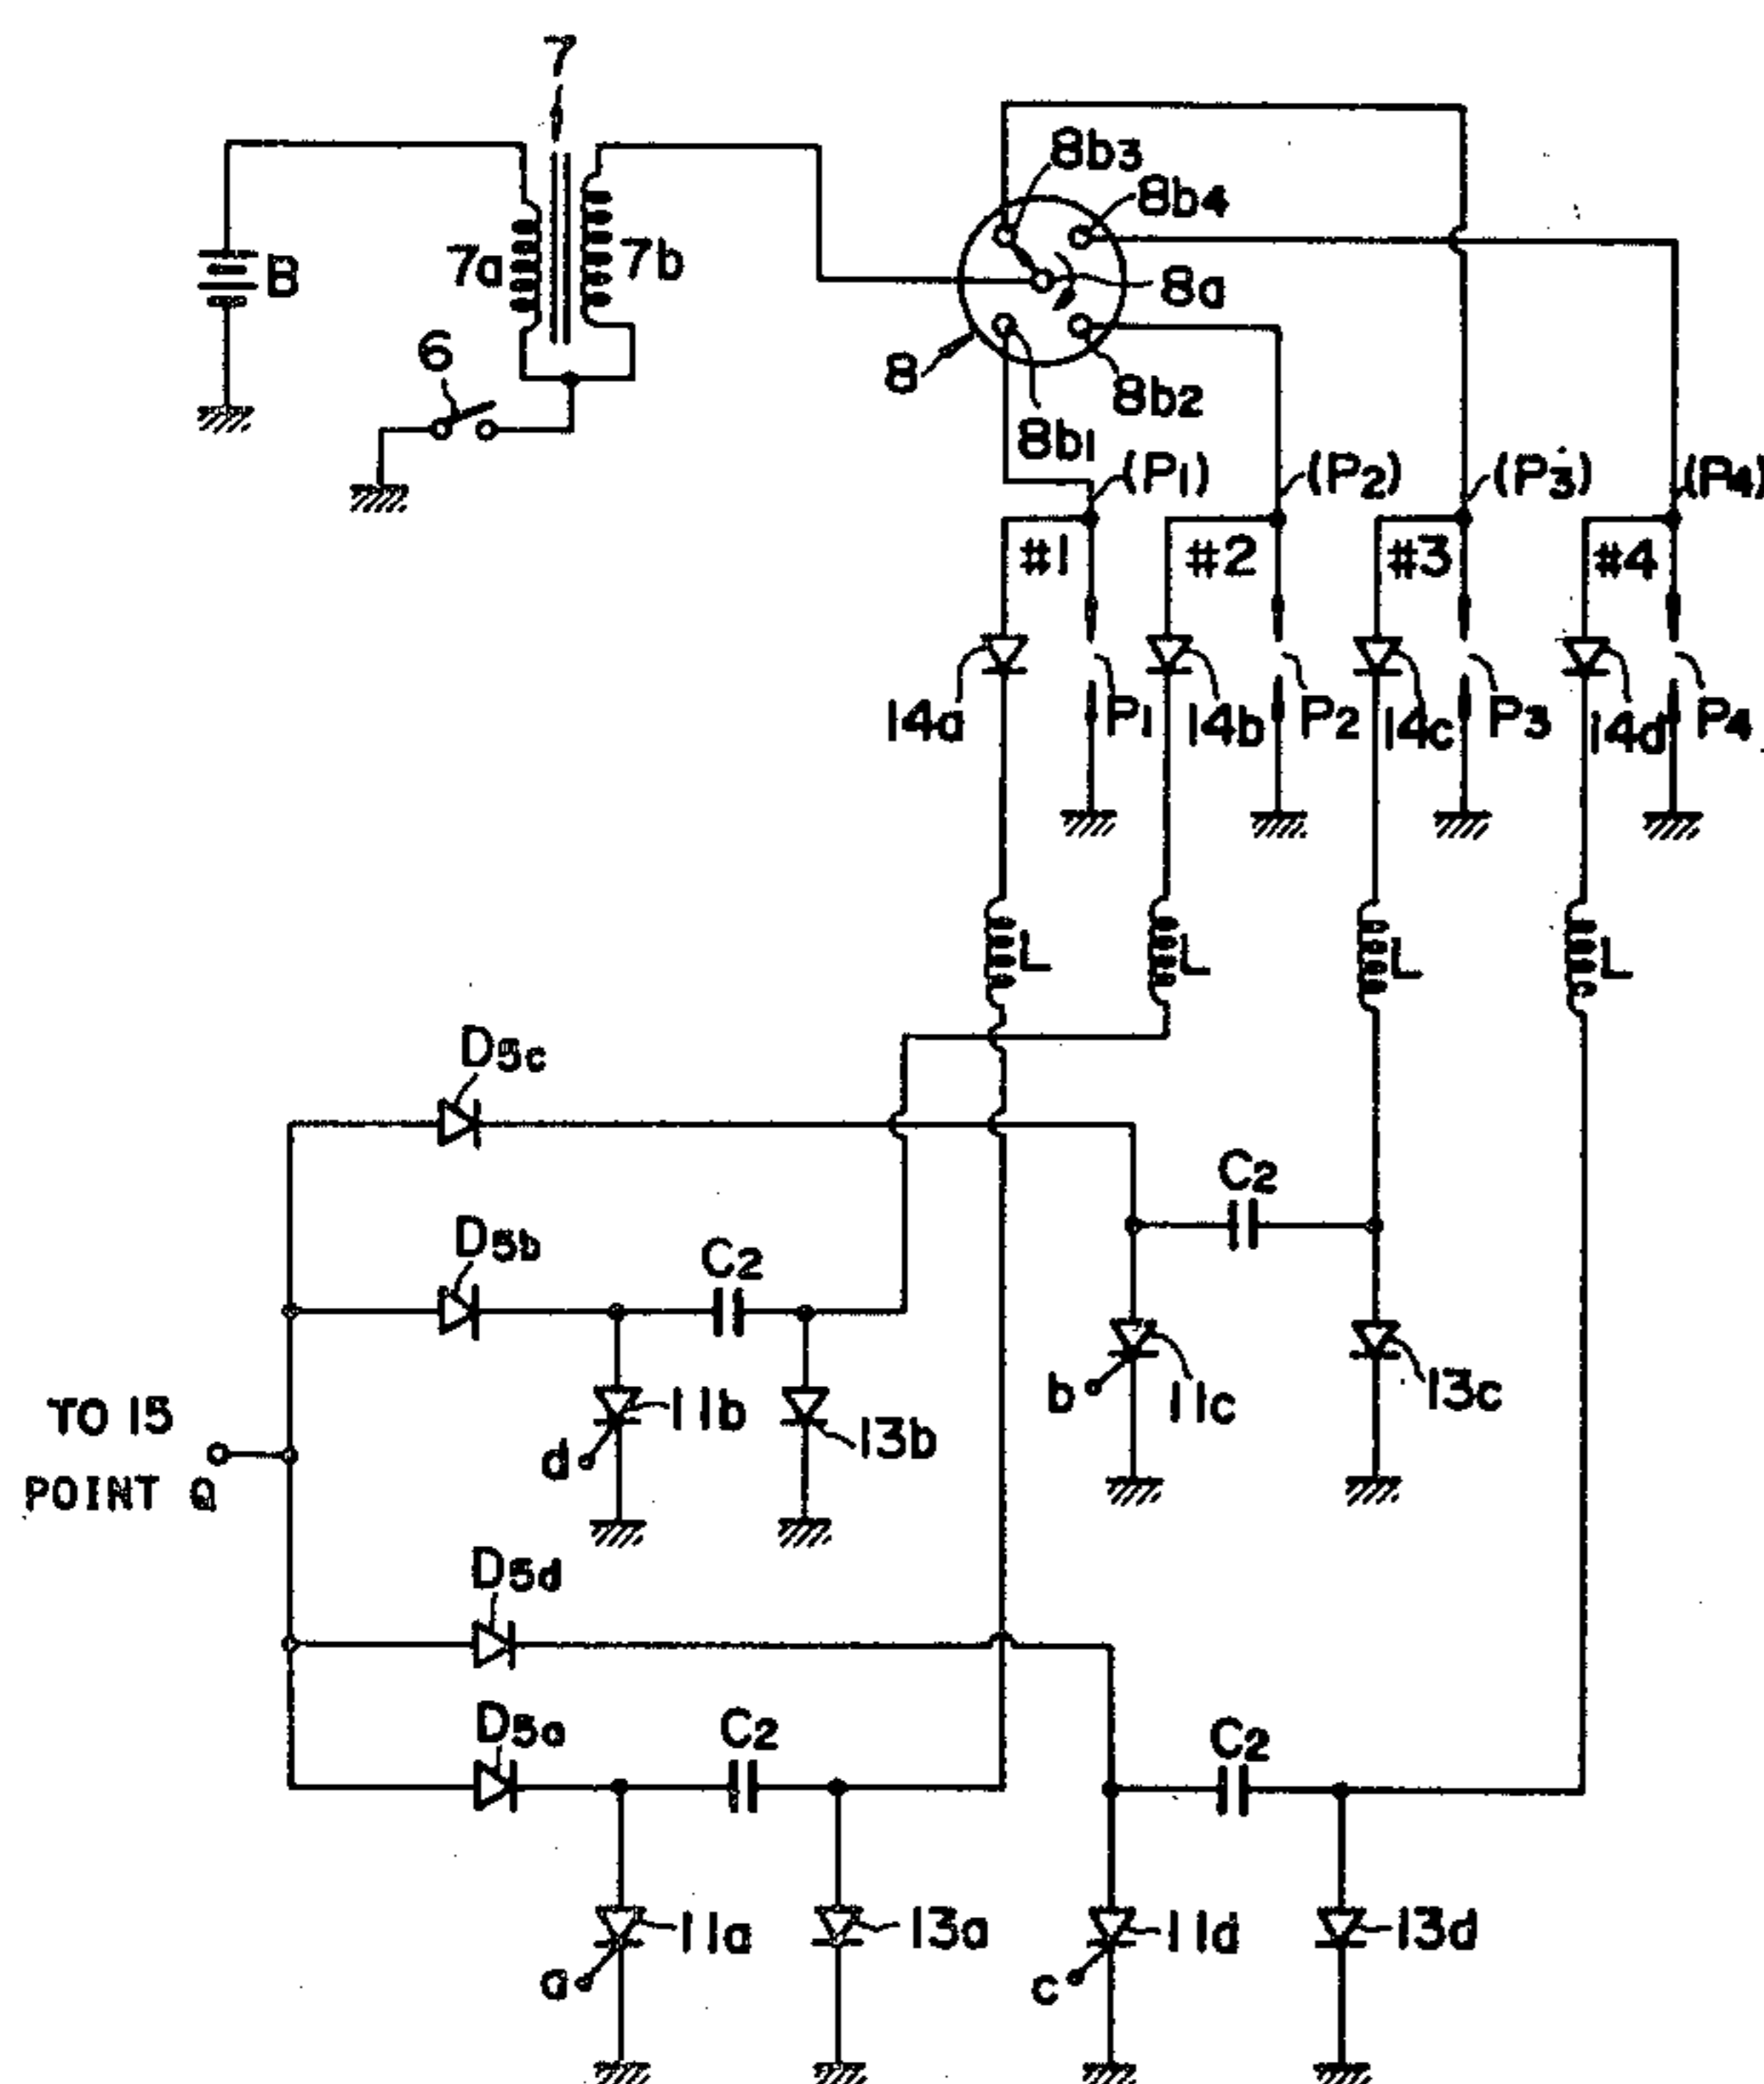 7
8b3
8b4
B
7a
7b
8a
6
8
8b2
8b1
(P1)
(P2)
(P3)
(P4)
#1
#2
#3
#4
14a
P1
14b
P2
14c
P3
14d
P4
L
L
L
L
D5c
C2
D5b
C2
TO 15
POINT Q
11b
13b
d
b
11c
13c
D5d
D5a
C2
C2
11a
13a
11d
13d
a
c